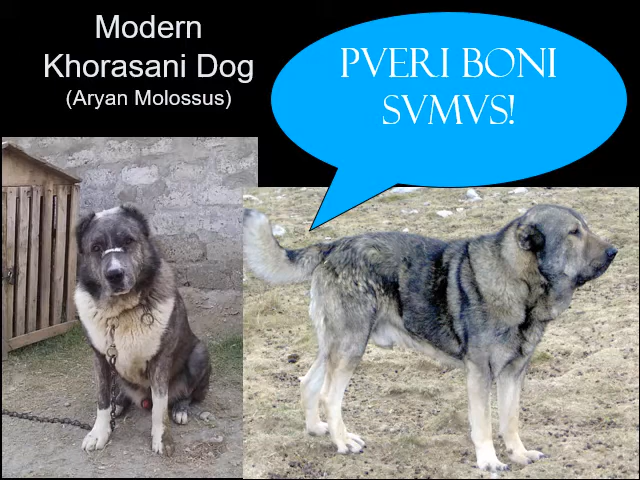 Modern
Khorasani Dog
(Aryan Molossus)
PVERI BONI
SVMVS!